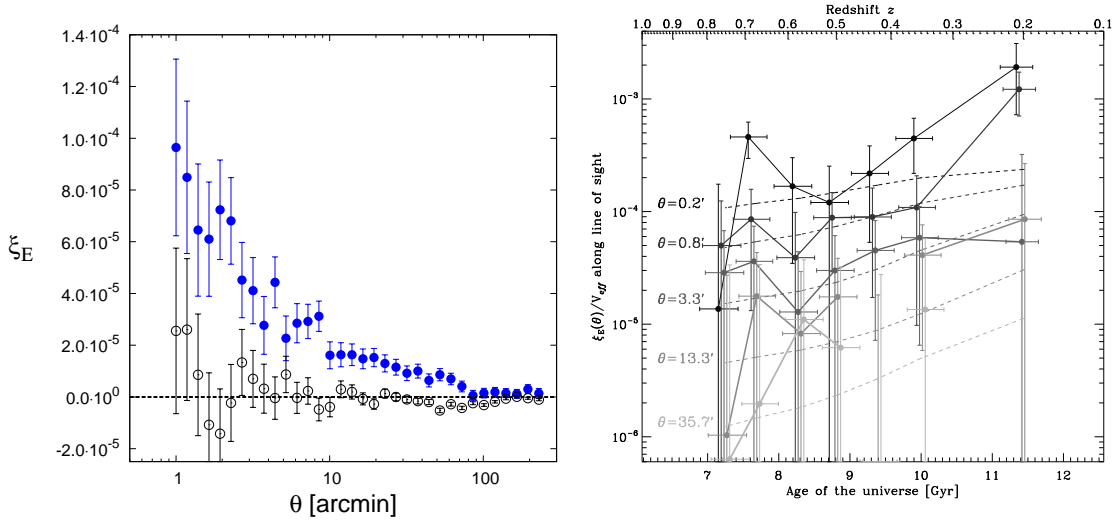 1.4·10⁻⁴
1.2·10⁻⁴
1.0·10⁻⁴
8.0·10⁻⁵
6.0·10⁻⁵
4.0·10⁻⁵
2.0·10⁻⁵
0.0·10⁰
-2.0·10⁻⁵
ξE
1 10 100
θ [arcmin]
Redshift z
1.0 0.9 0.8 0.7 0.6 0.5 0.4 0.3 0.2 0.1
10⁻³
10⁻⁴
10⁻⁵
10⁻⁶
ξE(θ)/Veff along line of sight
θ=0.2'
θ=0.8'
θ=3.3'
θ=13.3'
θ=35.7'
7 8 9 10 11 12
Age of the universe [Gyr]